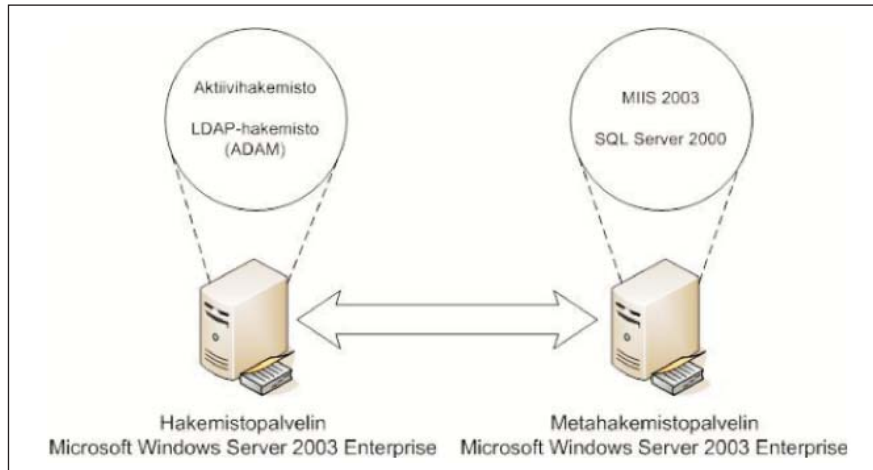 Aktiivihakemisto
LDAP-hakemisto
(ADAM)
MIIS 2003
SQL Server 2000
Hakemistopalvelin
Microsoft Windows Server 2003 Enterprise
Metahakemistopalvelin
Microsoft Windows Server 2003 Enterprise